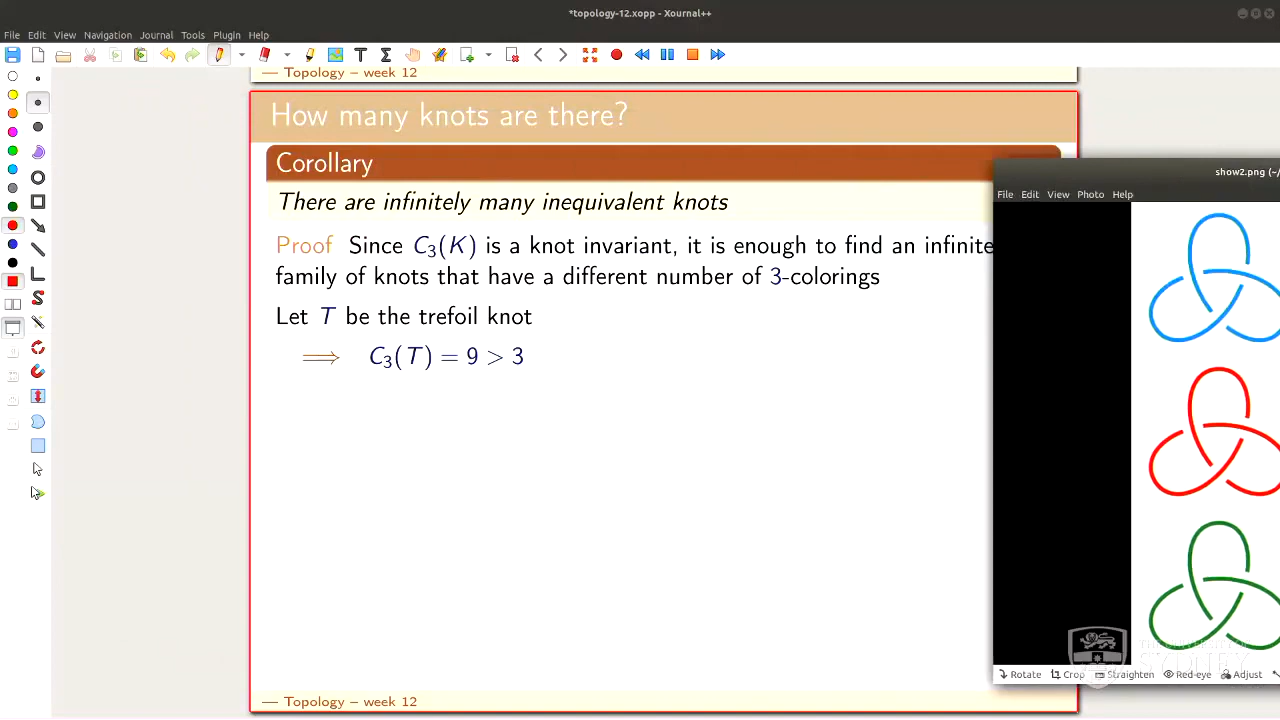 *topology-12.xopp - Xournal++
File Edit View Navigation Journal Tools Plugin Help
— Topology – week 12
How many knots are there?
Corollary
There are infinitely many inequivalent knots
Proof Since C₃(K) is a knot invariant, it is enough to find an infinite
family of knots that have a different number of 3-colorings
Let T be the trefoil knot
⟹ C₃(T) = 9 > 3
— Topology – week 12
show2.png (~/
File Edit View Photo Help
Rotate Crop Straighten Red-eye Adjust
SYDNEY